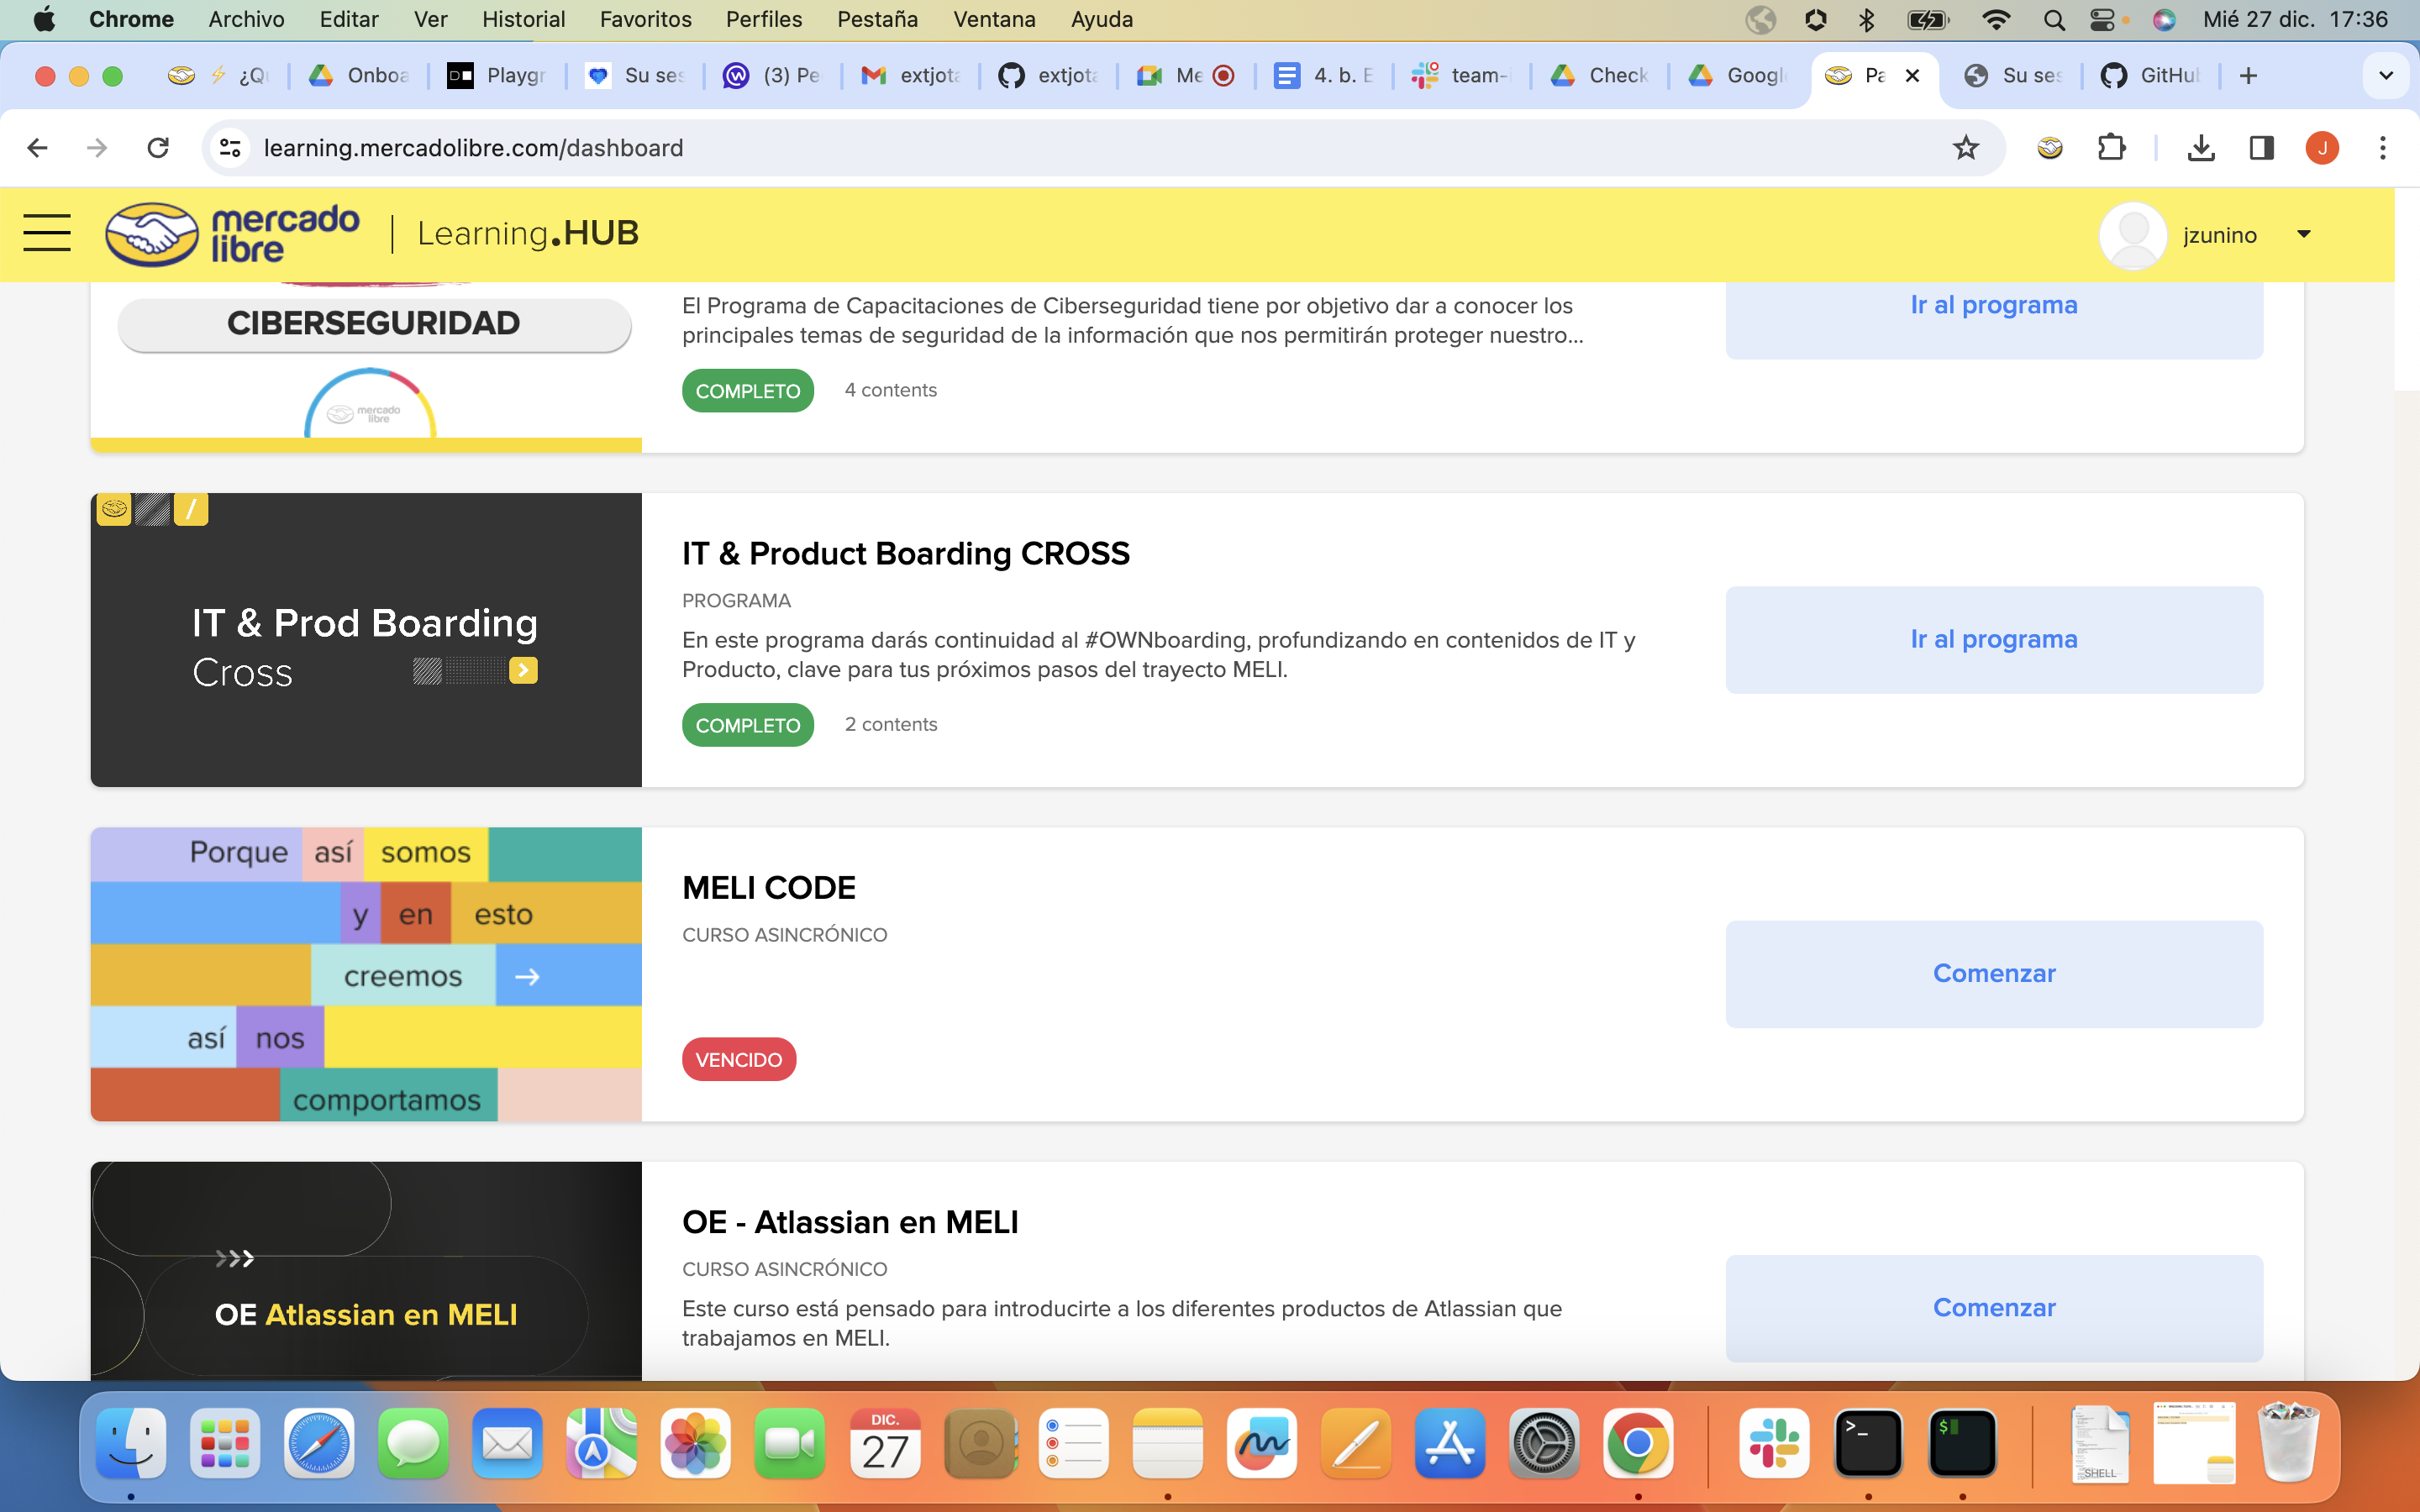 Chrome Archivo Editar Ver Historial Favoritos Perfiles Pestaña Ventana Ayuda Mié 27 dic. 17:36
⚡ ¿Qu Onboa Playgr Su ses (3) Pe extjota extjota Me 4. b. E team-i Check Googl Pa Su ses GitHub
learning.mercadolibre.com/dashboard J
mercado libre | Learning.HUB jzunino
CIBERSEGURIDAD
mercado libre
El Programa de Capacitaciones de Ciberseguridad tiene por objetivo dar a conocer los
principales temas de seguridad de la información que nos permitirán proteger nuestro...
COMPLETO 4 contents
Ir al programa
IT & Prod Boarding
Cross
IT & Product Boarding CROSS
PROGRAMA
En este programa darás continuidad al #OWNboarding, profundizando en contenidos de IT y
Producto, clave para tus próximos pasos del trayecto MELI.
COMPLETO 2 contents
Ir al programa
Porque así somos
y en esto
creemos →
así nos
comportamos
MELI CODE
CURSO ASINCRÓNICO
VENCIDO
Comenzar
OE Atlassian en MELI
OE - Atlassian en MELI
CURSO ASINCRÓNICO
Este curso está pensado para introducirte a los diferentes productos de Atlassian que
trabajamos en MELI.
Comenzar
DIC.
27
SHELL